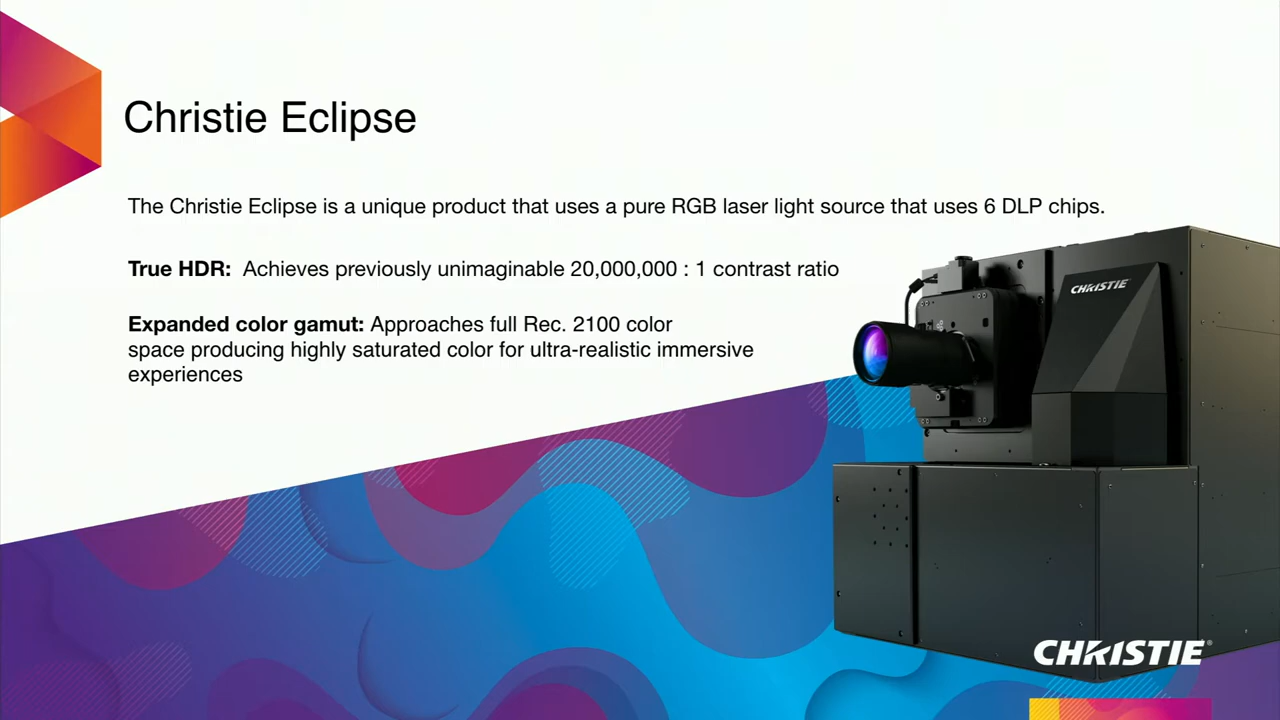 Christie Eclipse
The Christie Eclipse is a unique product that uses a pure RGB laser light source that uses 6 DLP chips.
True HDR: Achieves previously unimaginable 20,000,000 : 1 contrast ratio
Expanded color gamut: Approaches full Rec. 2100 color
space producing highly saturated color for ultra-realistic immersive
experiences
CHRISTIE
CHRISTIE®